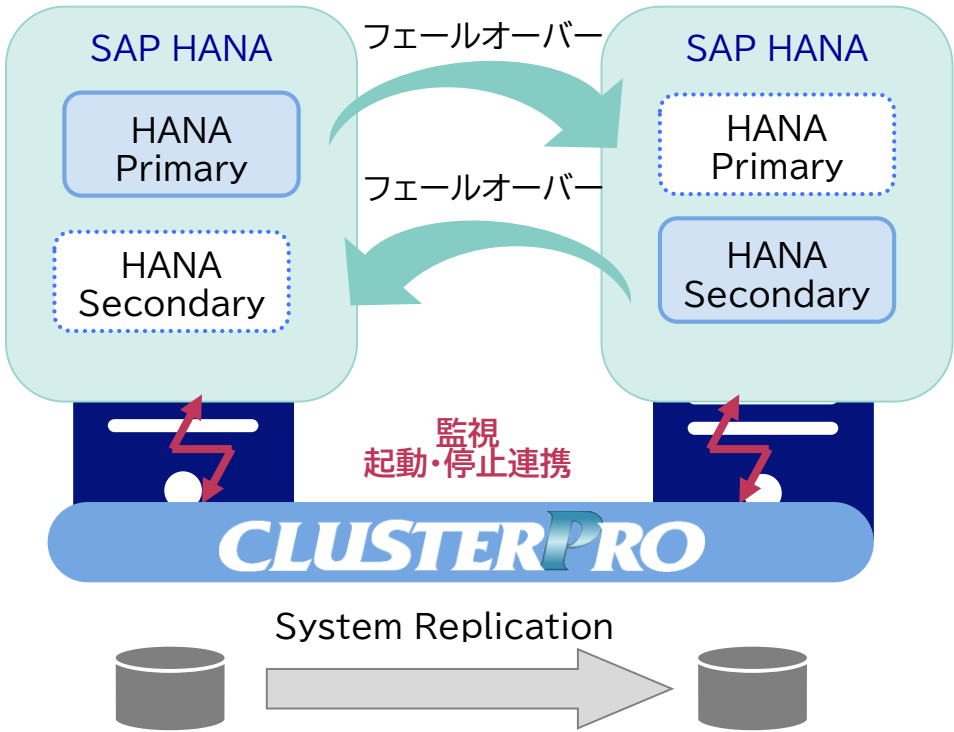 SAP HANA
HANA
Primary
HANA
Secondary
フェールオーバー
フェールオーバー
SAP HANA
HANA
Primary
HANA
Secondary
監視
起動・停止連携
CLUSTERPRO
System Replication